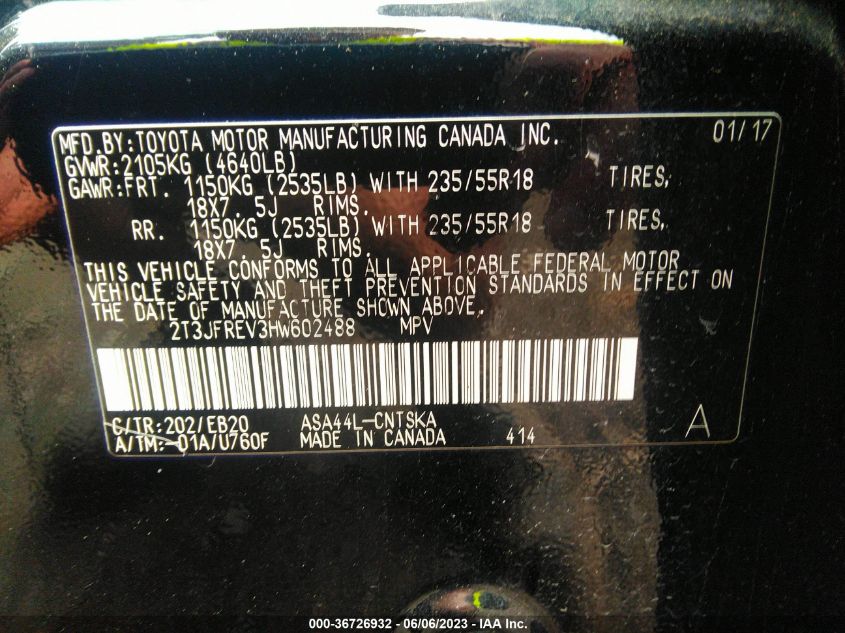 MFD.BY:TOYOTA MOTOR MANUFACTURING CANADA INC. 01/17
GVWR:2105KG (4640LB)
GAWR:FRT. 1150KG (2535LB) WITH 235/55R18 TIRES,
18X7.5J RIMS.
RR. 1150KG (2535LB) WITH 235/55R18 TIRES,
18X7.5J RIMS.
THIS VEHICLE CONFORMS TO ALL APPLICABLE FEDERAL MOTOR
VEHICLE SAFETY AND THEFT PREVENTION STANDARDS IN EFFECT ON
THE DATE OF MANUFACTURE SHOWN ABOVE.
2T3JFREV3HW602488 MPV
C/TR:202/EB20 ASA44L-CNTSKA A
A/TM:-01A/U760F MADE IN CANADA 414
000-36726932 - 06/06/2023 - IAA Inc.